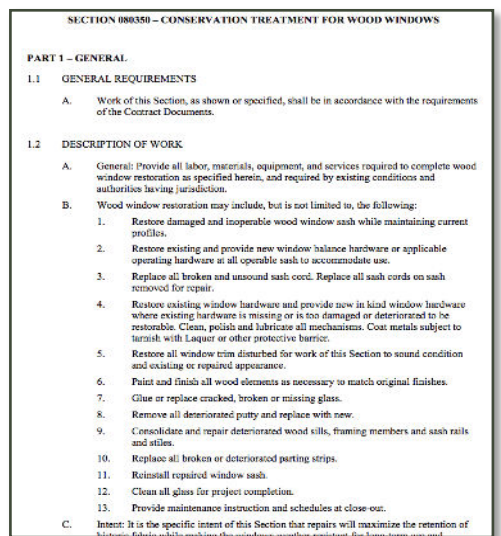 SECTION 080350 – CONSERVATION TREATMENT FOR WOOD WINDOWS
PART 1 – GENERAL
1.1 GENERAL REQUIREMENTS
A. Work of this Section, as shown or specified, shall be in accordance with the requirements
of the Contract Documents.
1.2 DESCRIPTION OF WORK
A. General: Provide all labor, materials, equipment, and services required to complete wood
window restoration as specified herein, and required by existing conditions and
authorities having jurisdiction.
B. Wood window restoration may include, but is not limited to, the following:
1. Restore damaged and inoperable wood window sash while maintaining current
profiles.
2. Restore existing and provide new window balance hardware or applicable
operating hardware at all operable sash to accommodate use.
3. Replace all broken and unsound sash cord. Replace all sash cords on sash
removed for repair.
4. Restore existing window hardware and provide new in kind window hardware
where existing hardware is missing or is too damaged or deteriorated to be
restorable. Clean, polish and lubricate all mechanisms. Coat metals subject to
tarnish with Laquer or other protective barrier.
5. Restore all window trim disturbed for work of this Section to sound condition
and existing or repaired appearance.
6. Paint and finish all wood elements as necessary to match original finishes.
7. Glue or replace cracked, broken or missing glass.
8. Remove all deteriorated putty and replace with new.
9. Consolidate and repair deteriorated wood sills, framing members and sash rails
and stiles.
10. Replace all broken or deteriorated parting strips.
11. Reinstall repaired window sash.
12. Clean all glass for project completion.
13. Provide maintenance instruction and schedules at close-out.
C. Intent: It is the specific intent of this Section that repairs will maximize the retention of
historic fabric while making the windows weather resistant for long-term use and